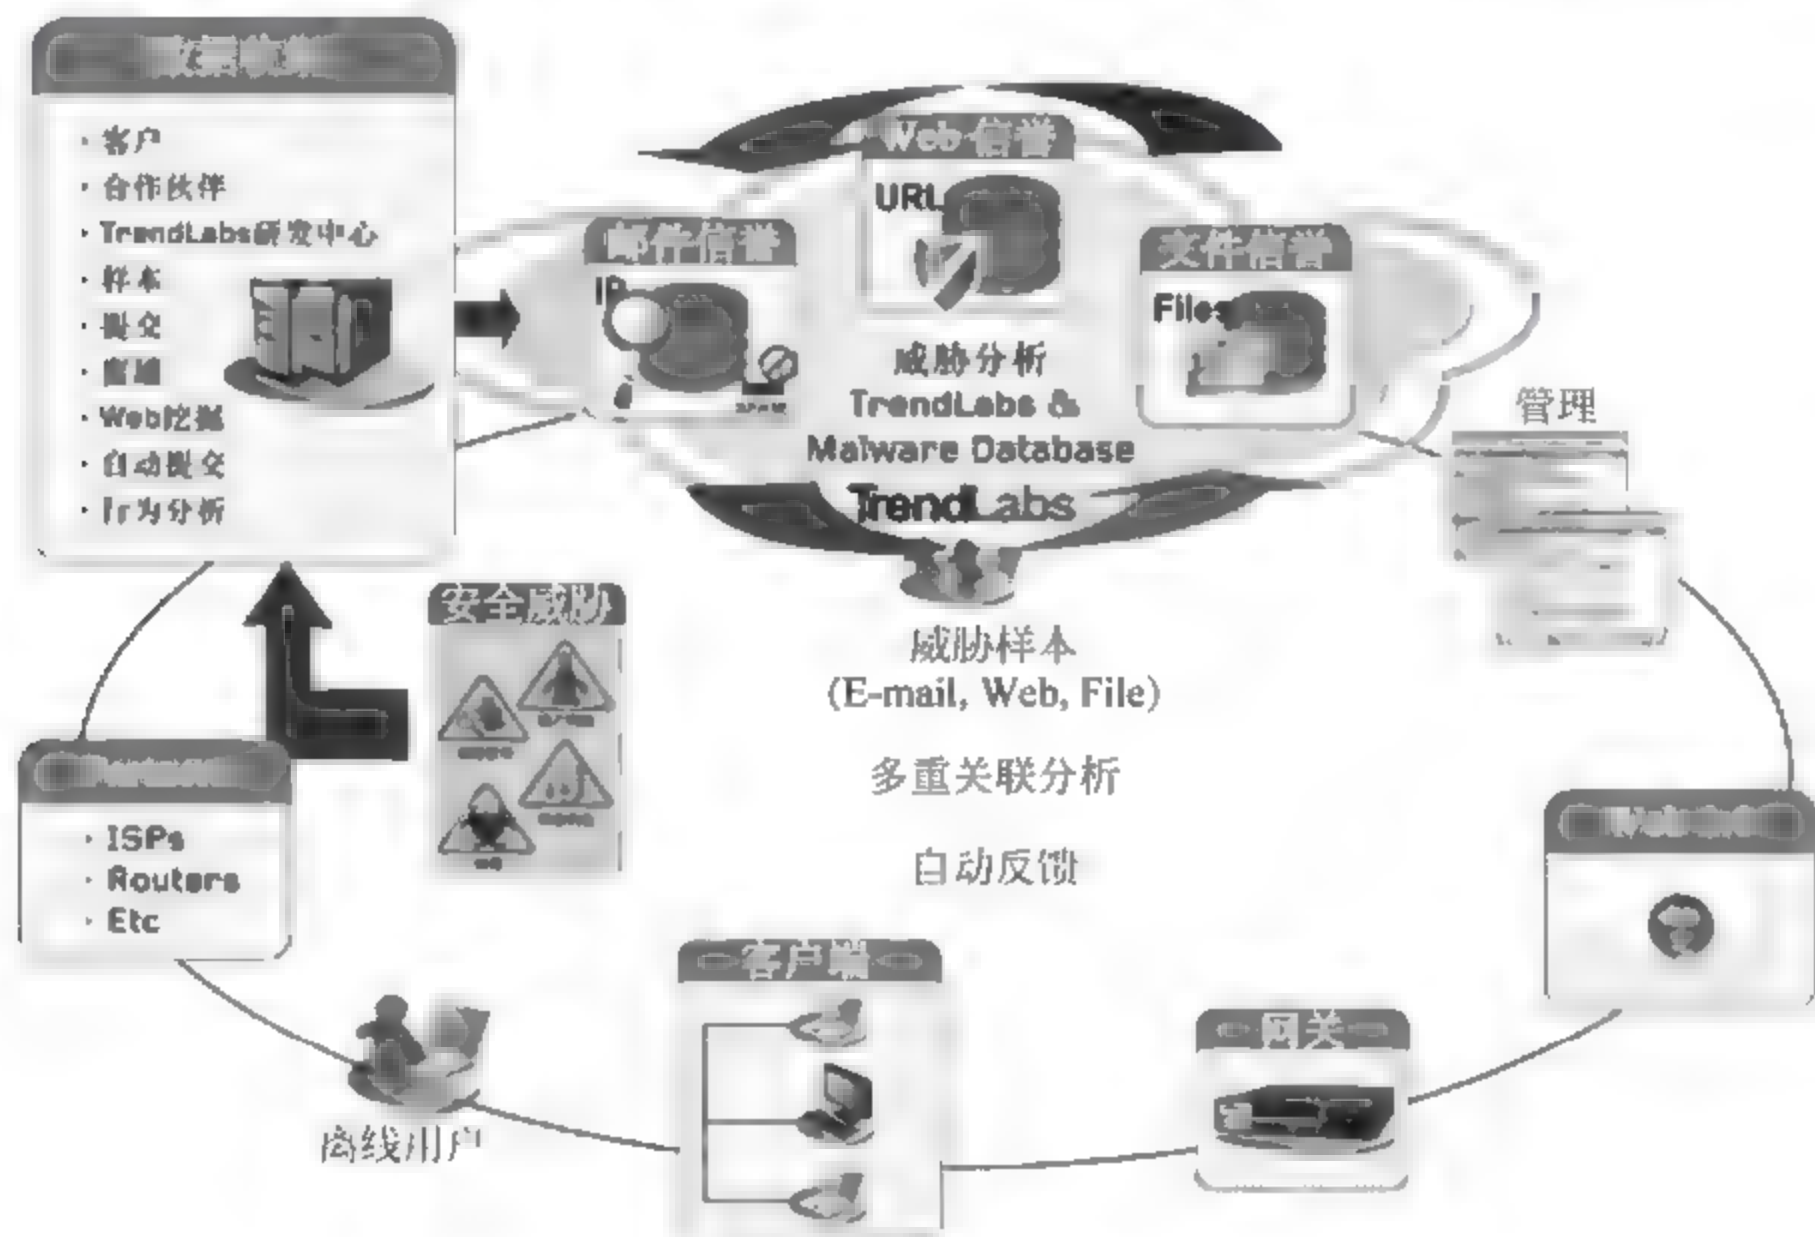 客户
合作伙伴
TrendLabs研发中心
样本
提交
Web挖掘
自动提交
为分析
Web 信誉
URL
邮件信誉
IP
文件信誉
Files
威胁分析
TrendLabs &
Malware Database
TrendLabs
管理
安全威胁
威胁样本
(E-mail, Web, File)
多重关联分析
自动反馈
ISPs
Routers
Etc
客户端
网关
离线用户